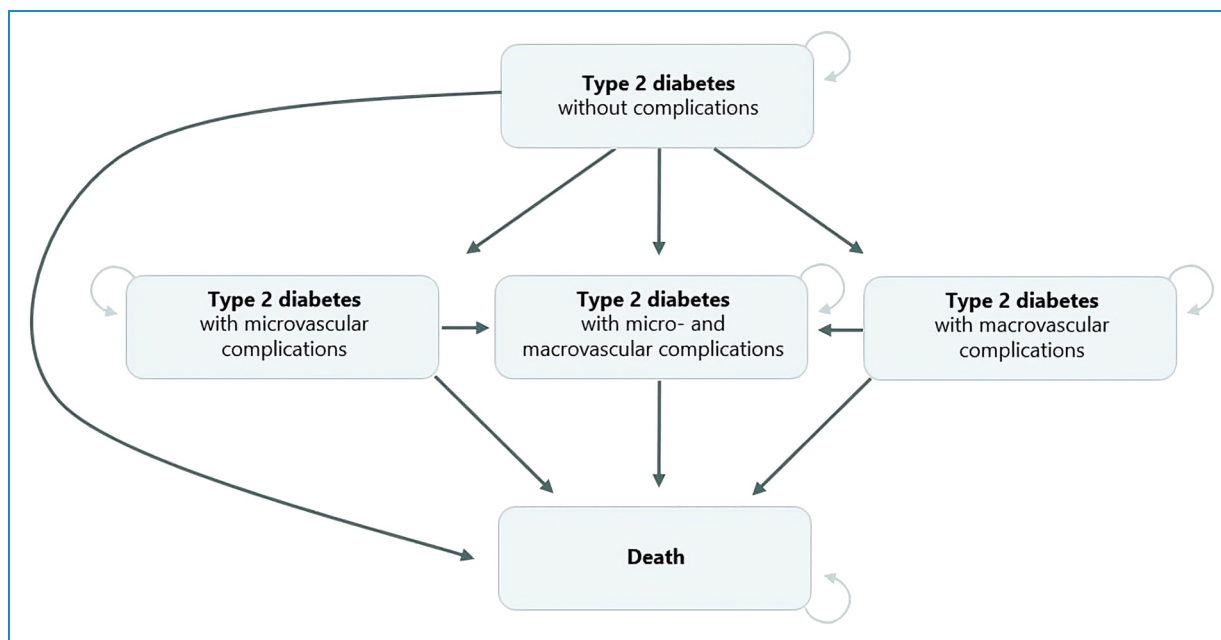 Type 2 diabetes
without complications
Type 2 diabetes
with microvascular
complications
Type 2 diabetes
with micro- and
macrovascular complications
Type 2 diabetes
with macrovascular
complications
Death